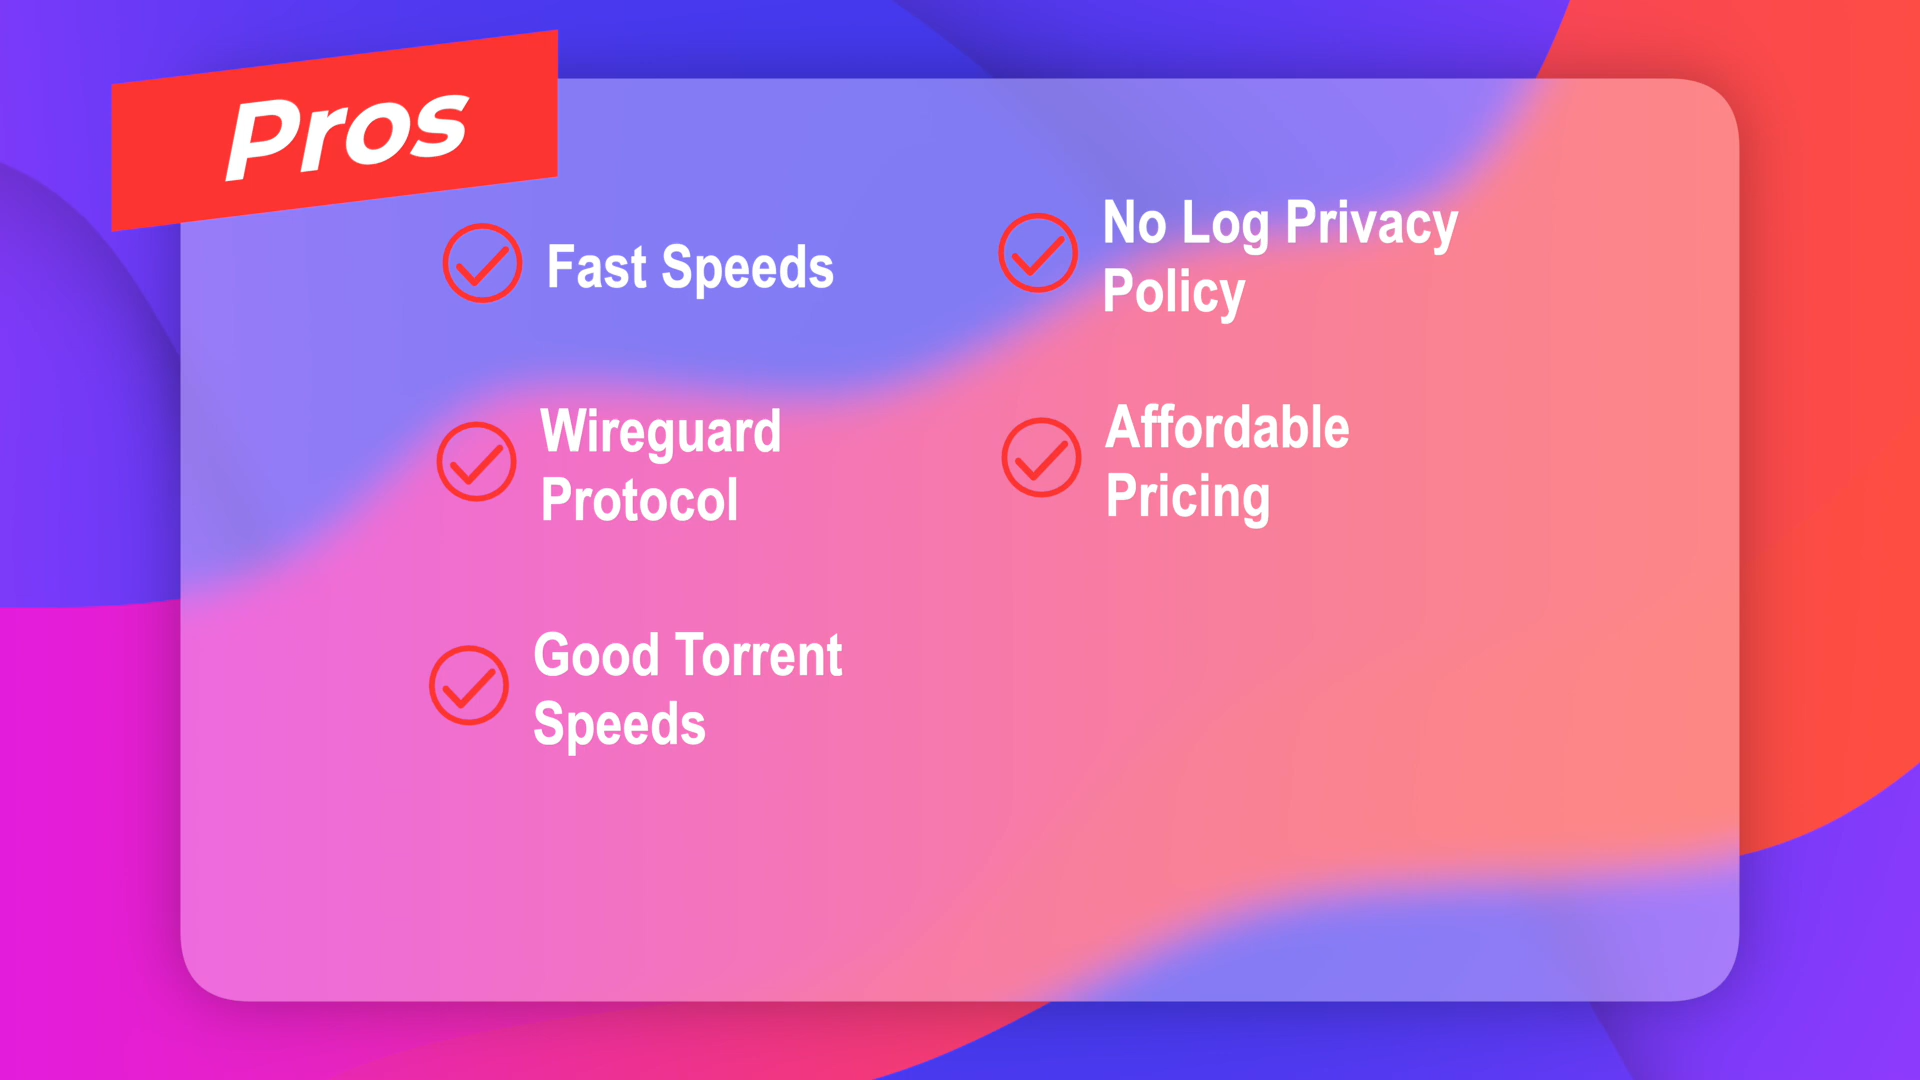 Pros
Fast Speeds
No Log Privacy
Policy
Wireguard
Protocol
Affordable
Pricing
Good Torrent
Speeds